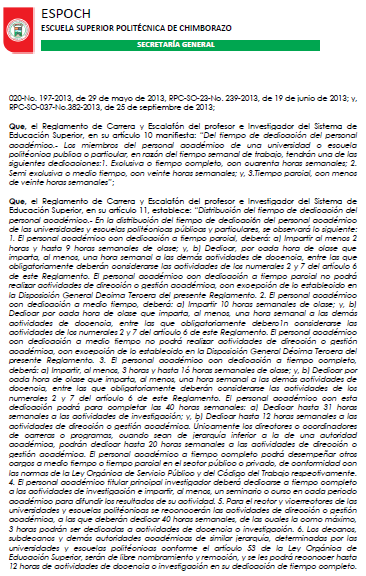 ESPOCH
ESCUELA SUPERIOR POLITÉCNICA DE CHIMBORAZO
SECRETARÍA GENERAL
020-No. 197-2013, de 29 de mayo de 2013, RPC-SO-23-No. 239-2013, de 19 de junio de 2013; y,
RPC-SO-037-No.382-2013, de 25 de septiembre de 2013;
Que, el Reglamento de Carrera y Escalafón del profesor e Investigador del Sistema de
Educación Superior, en su artículo 10 manifiesta: "Del tiempo de dedicación del personal
académico.- Los miembros del personal académico de una universidad o escuela
politécnica publica o particular, en razón del tiempo semanal de trabajo, tendrán una de las
siguientes dedicaciones:1. Exclusiva o tiempo completo, con cuarenta horas semanales; 2.
Semi exclusiva o medio tiempo, con veinte horas semanales; y, 3.Tiempo parcial, con menos
de veinte horas semanales";
Que, el Reglamento de Carrera y Escalafón del profesor e Investigador del Sistema de
Educación Superior, en su artículo 11, establece: "Distribución del tiempo de dedicación del
personal académico.- En la distribución del tiempo de dedicación del personal académico
de las universidades y escuelas politécnicas públicas y particulares, se observará lo siguiente:
1. El personal académico con dedicación a tiempo parcial, deberá: a) Impartir al menos 2
horas y hasta 9 horas semanales de clase; y, b) Dedicar, por cada hora de clase que
imparta, al menos, una hora semanal a las demás actividades de docencia, entre las que
obligatoriamente deberán considerarse las actividades de los numerales 2 y 7 del artículo 6
de este Reglamento. El personal académico con dedicación a tiempo parcial no podrá
realizar actividades de dirección o gestión académica, con excepción de lo establecido en
la Disposición General Decima Tercera del presente Reglamento. 2. El personal académico
con dedicación a medio tiempo, deberá: a) Impartir 10 horas semanales de clase; y, b)
Dedicar por cada hora de clase que imparta, al menos, una hora semanal a las demás
actividades de docencia, entre las que obligatoriamente debero1n considerarse las
actividades de los numerales 2 y 7 del artículo 6 de este Reglamento. El personal académico
con dedicación a medio tiempo no podrá realizar actividades de dirección o gestión
académica, con excepción de lo establecido en la Disposición General Décima Tercera del
presente Reglamento. 3. El personal académico con dedicación a tiempo completo,
deberá: a) Impartir, al menos, 3 horas y hasta 16 horas semanales de clase; y, b) Dedicar por
cada hora de clase que imparta, al menos, una hora semanal a las demás actividades de
docencia, entre las que obligatoriamente deberán considerarse las actividades de los
numerales 2 y 7 del artículo 6 de este Reglamento. El personal académico con esta
dedicación podrá para completar las 40 horas semanales: a) Dedicar hasta 31 horas
semanales a las actividades de investigación; y, b) Dedicar hasta 12 horas semanales a las
actividades de dirección o gestión académica. Unicamente los directores o coordinadores
de carreras o programas, cuando sean de jerarquía inferior a la de una autoridad
académica, podrán dedicar hasta 20 horas semanales a las actividades de dirección o
gestión académica. El personal académico a tiempo completo podrá desempeñar otros
cargos a medio tiempo o tiempo parcial en el sector público o privado, de conformidad con
las normas de la Ley Orgánica de Servicio Público y del Código del Trabajo respectivamente.
4. El personal académico titular principal investigador deberá dedicarse a tiempo completo
a las actividades de investigación e impartir, al menos, un seminario o curso en cada período
académico para difundir los resultados de su actividad. 5. Para el rector y vicerrectores de las
universidades y escuelas politécnicas se reconocerán las actividades de dirección o gestión
académica, a las que deberán dedicar 40 horas semanales, de las cuales la como máximo,
3 horas podrán ser dedicadas a actividades de docencia o investigación. 6. Los decanos,
subdecanos y demás autoridades académicas de similar jerarquía, determinadas por las
universidades y escuelas politécnicas conforme el artículo 53 de la Ley Orgánica de
Educación Superior, serán de libre nombramiento y remoción, y se les podrá reconocer hasta
12 horas de actividades de docencia o investigación en su dedicación de tiempo completo.